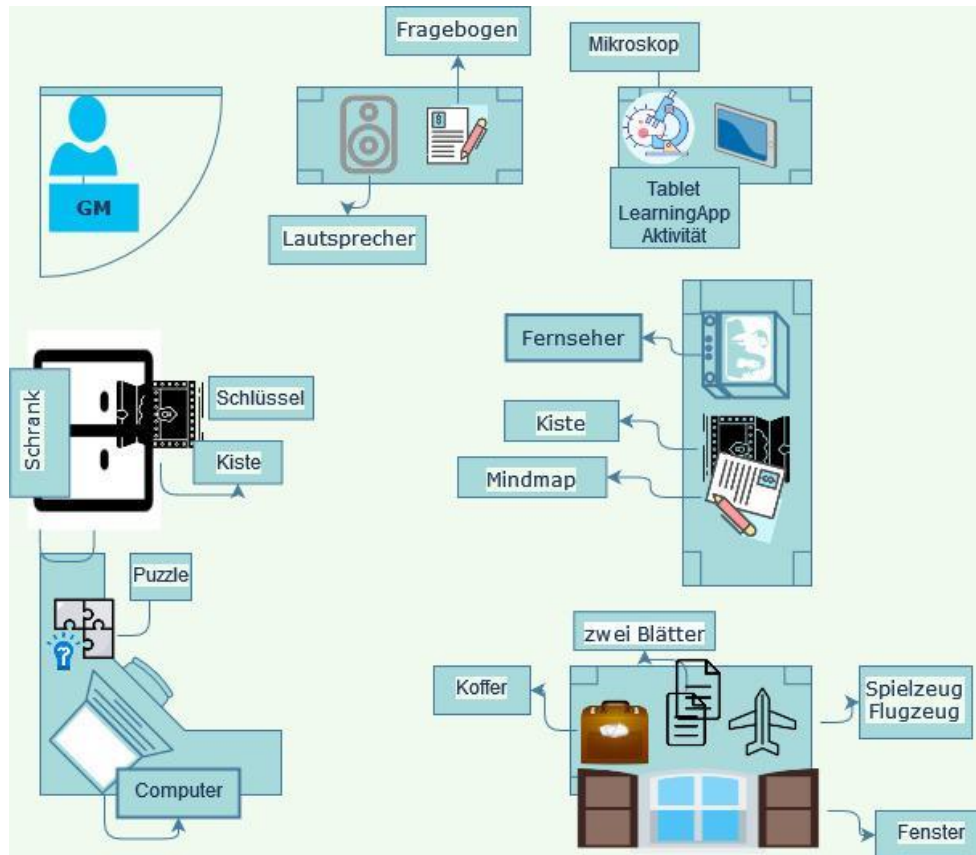 Fragebogen
Mikroskop
GM
Lautsprecher
Tablet
LearningApp
Aktivität
Fernseher
Schrank
Schlüssel
Kiste
Kiste
Mindmap
Puzzle
zwei Blätter
Koffer
Spielzeug
Flugzeug
Computer
Fenster